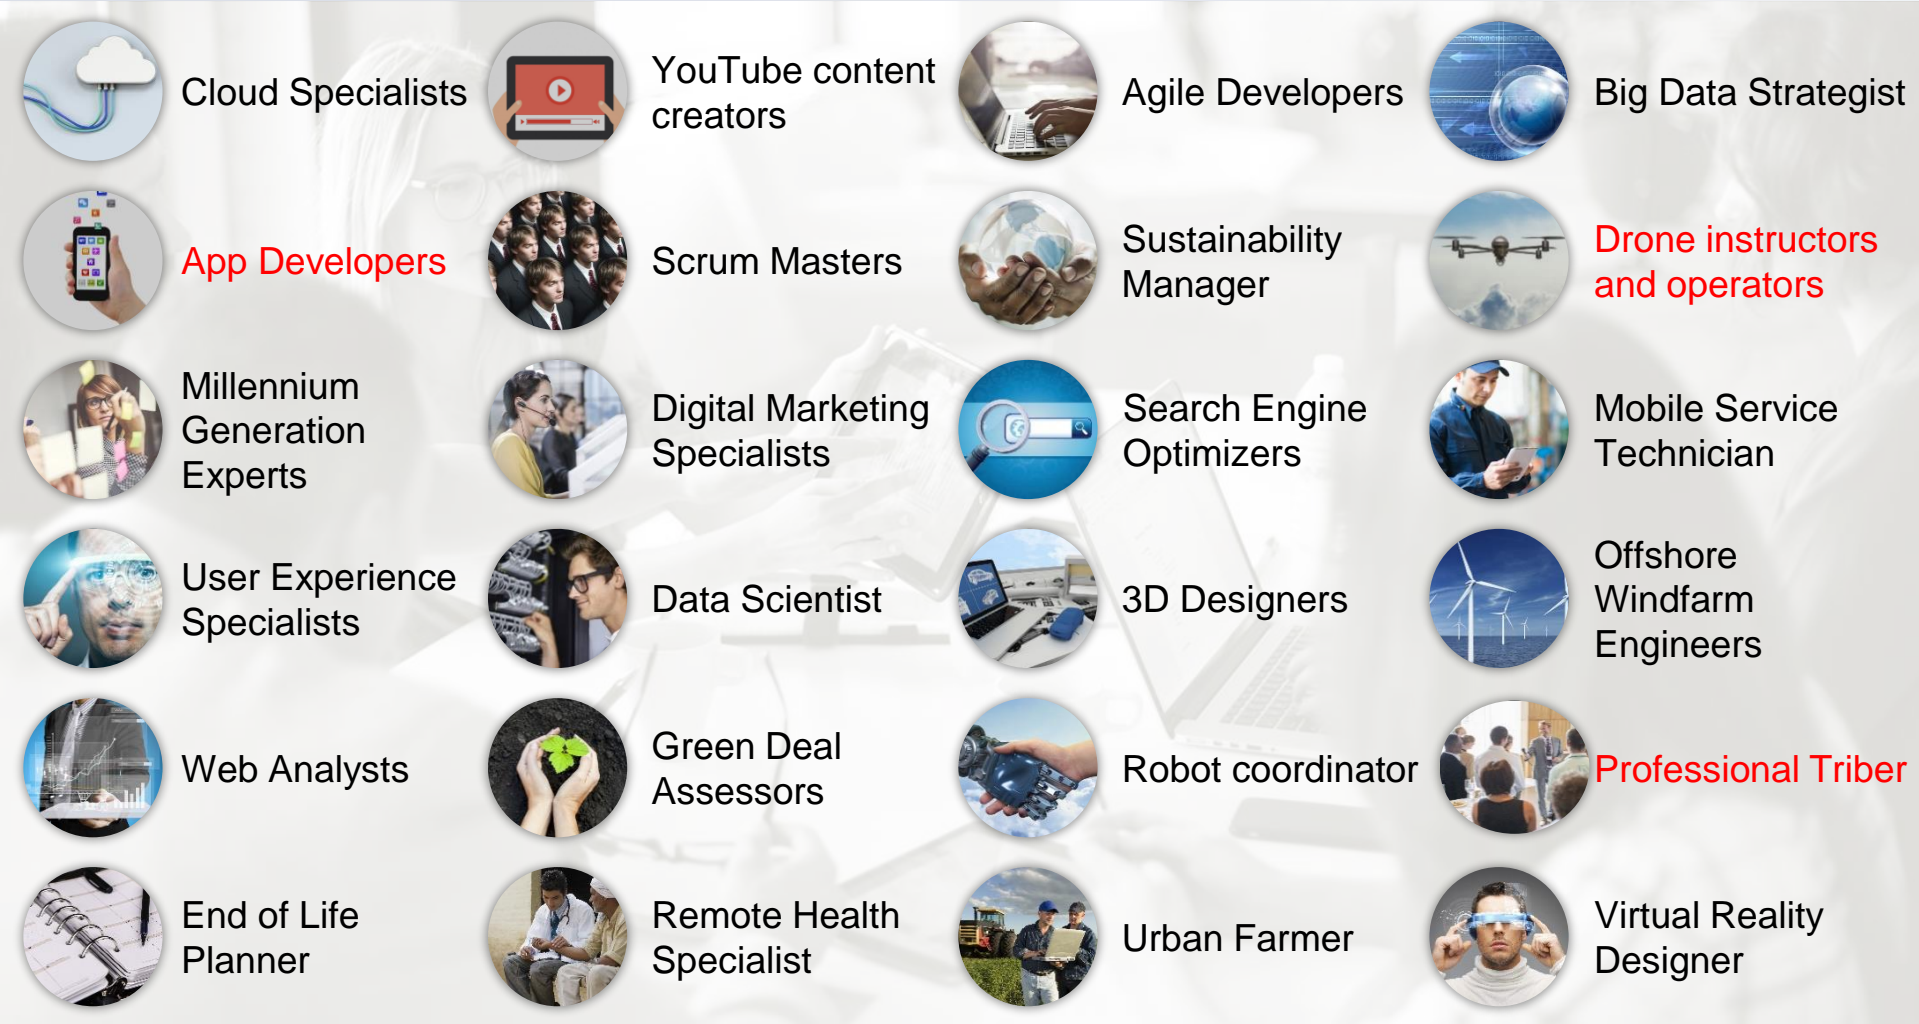 Cloud Specialists
YouTube content
creators
Agile Developers
Big Data Strategist
App Developers
Scrum Masters
Sustainability
Manager
Drone instructors
and operators
Millennium
Generation
Experts
Digital Marketing
Specialists
Search Engine
Optimizers
Mobile Service
Technician
User Experience
Specialists
Data Scientist
3D Designers
Offshore
Windfarm
Engineers
Web Analysts
Green Deal
Assessors
Robot coordinator
Professional Triber
End of Life
Planner
Remote Health
Specialist
Urban Farmer
Virtual Reality
Designer